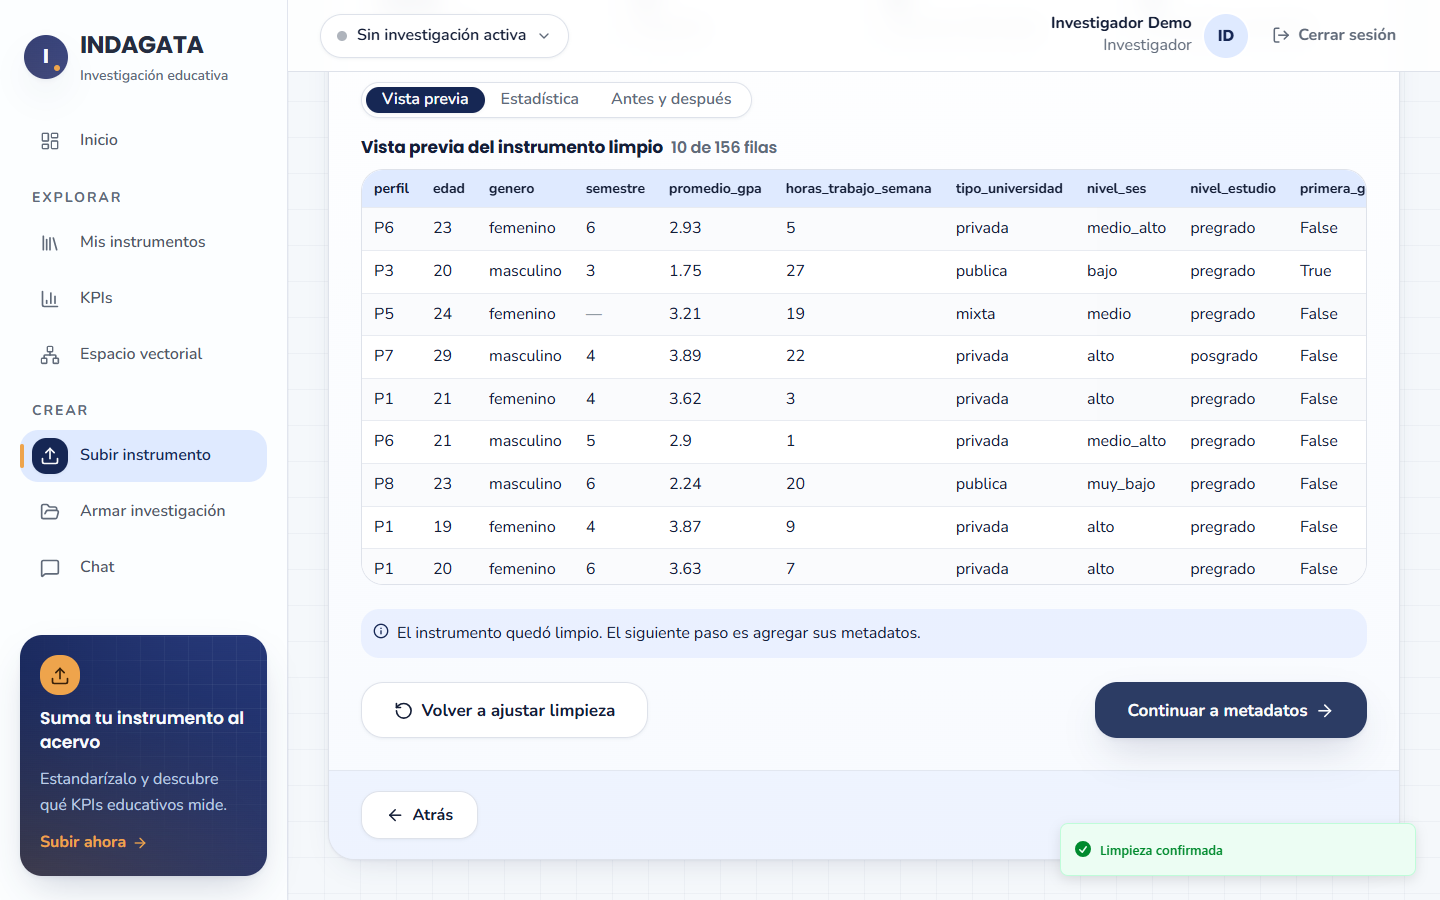 INDAGATA
Investigación educativa
Inicio
EXPLORAR
Mis instrumentos
KPIs
Espacio vectorial
CREAR
Subir instrumento
Armar investigación
Chat
Suma tu instrumento al
acervo
Estandarízalo y descubre
qué KPIs educativos mide.
Subir ahora
Sin investigación activa
Investigador Demo
Investigador
ID
Cerrar sesión
Vista previa Estadística Antes y después
Vista previa del instrumento limpio 10 de 156 filas
perfil edad genero semestre promedio_gpa horas_trabajo_semana tipo_universidad nivel_ses nivel_estudio primera_g
P6 23 femenino 6 2.93 5 privada medio_alto pregrado False
P3 20 masculino 3 1.75 27 publica bajo pregrado True
P5 24 femenino — 3.21 19 mixta medio pregrado False
P7 29 masculino 4 3.89 22 privada alto posgrado False
P1 21 femenino 4 3.62 3 privada alto pregrado False
P6 21 masculino 5 2.9 1 privada medio_alto pregrado False
P8 23 masculino 6 2.24 20 publica muy_bajo pregrado False
P1 19 femenino 4 3.87 9 privada alto pregrado False
P1 20 femenino 6 3.63 7 privada alto pregrado False
El instrumento quedó limpio. El siguiente paso es agregar sus metadatos.
Volver a ajustar limpieza
Continuar a metadatos
Atrás
Limpieza confirmada